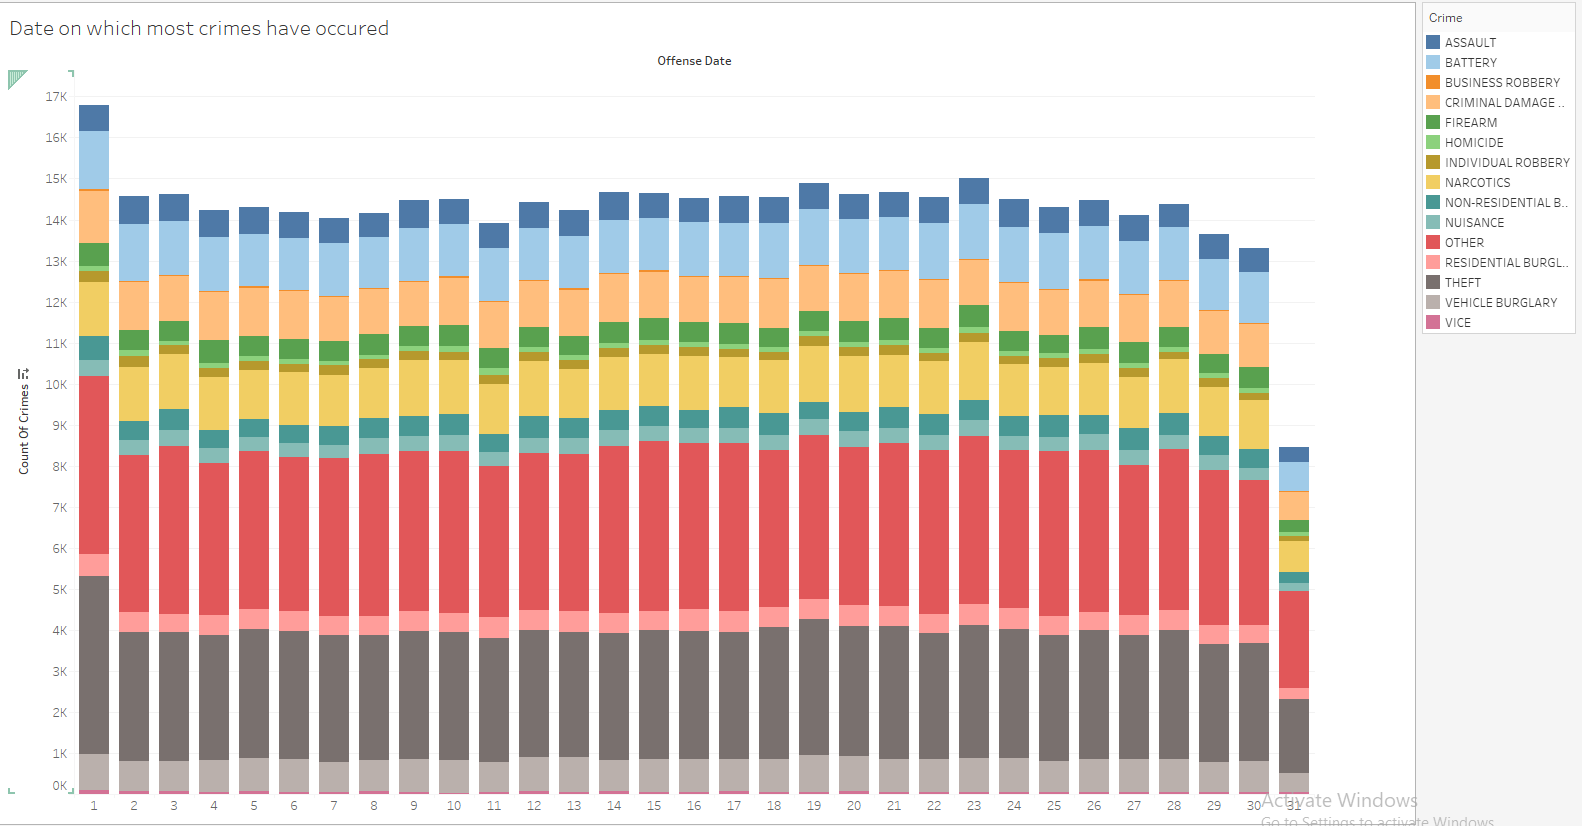 Date on which most crimes have occured
Offense Date
Count Of Crimes
17K
16K
15K
14K
13K
12K
11K
10K
9K
8K
7K
6K
5K
4K
3K
2K
1K
0K
1 2 3 4 5 6 7 8 9 10 11 12 13 14 15 16 17 18 19 20 21 22 23 24 25 26 27 28 29 30 31
Crime
ASSAULT
BATTERY
BUSINESS ROBBERY
CRIMINAL DAMAGE ..
FIREARM
HOMICIDE
INDIVIDUAL ROBBERY
NARCOTICS
NON-RESIDENTIAL B..
NUISANCE
OTHER
RESIDENTIAL BURGL..
THEFT
VEHICLE BURGLARY
VICE
Activate Windows
Go to Settings to activate Windows.